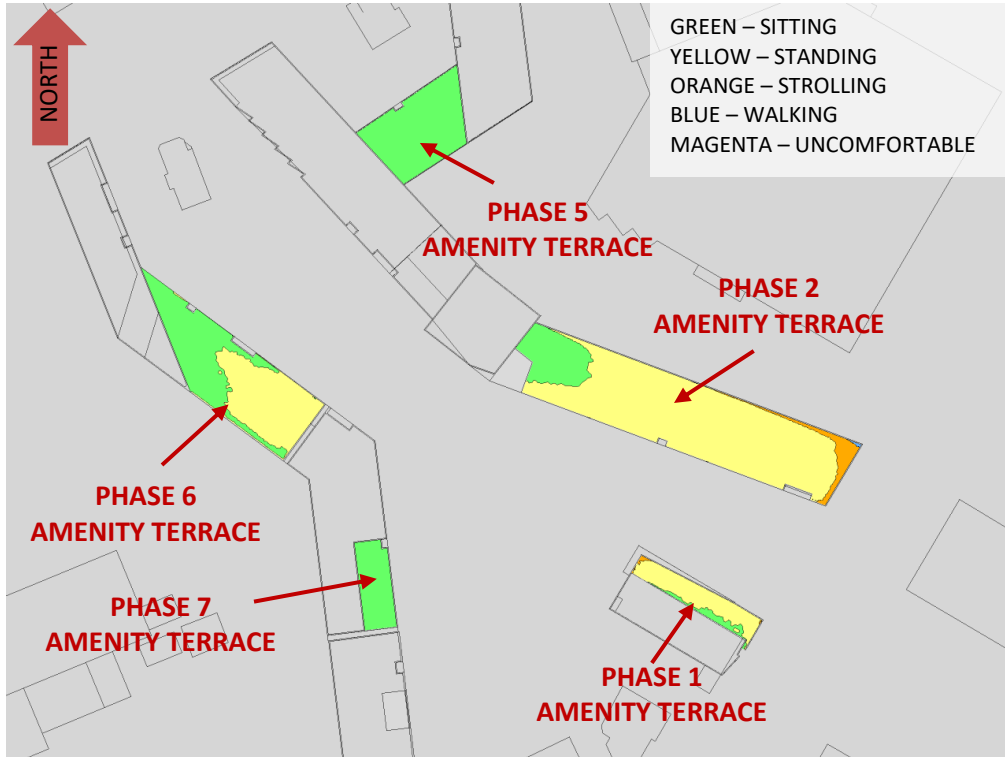 NORTH
GREEN – SITTING
YELLOW – STANDING
ORANGE – STROLLING
BLUE – WALKING
MAGENTA – UNCOMFORTABLE
PHASE 5
AMENITY TERRACE
PHASE 2
AMENITY TERRACE
PHASE 6
AMENITY TERRACE
PHASE 7
AMENITY TERRACE
PHASE 1
AMENITY TERRACE